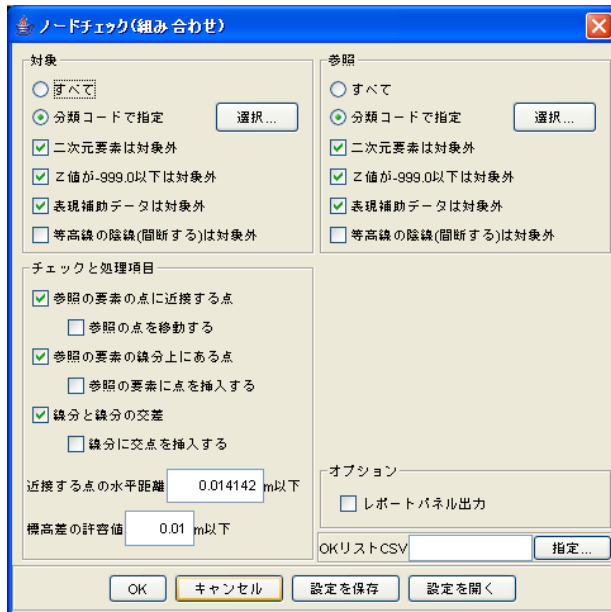 ノードチェック(組み合わせ)
対象
すべて
分類コードで指定
選択...
二次元要素は対象外
Z値が-999.0以下は対象外
表現補助データは対象外
等高線の陰線(間断する)は対象外
参照
すべて
分類コードで指定
選択...
二次元要素は対象外
Z値が-999.0以下は対象外
表現補助データは対象外
等高線の陰線(間断する)は対象外
チェックと処理項目
参照の要素の点に近接する点
参照の点を移動する
参照の要素の線分上にある点
参照の要素に点を挿入する
線分と線分の交差
線分に交点を挿入する
近接する点の水平距離 0.014142 m以下
標高差の許容値 0.01 m以下
オプション
レポートパネル出力
OKリストCSV 指定...
OK キャンセル 設定を保存 設定を開く